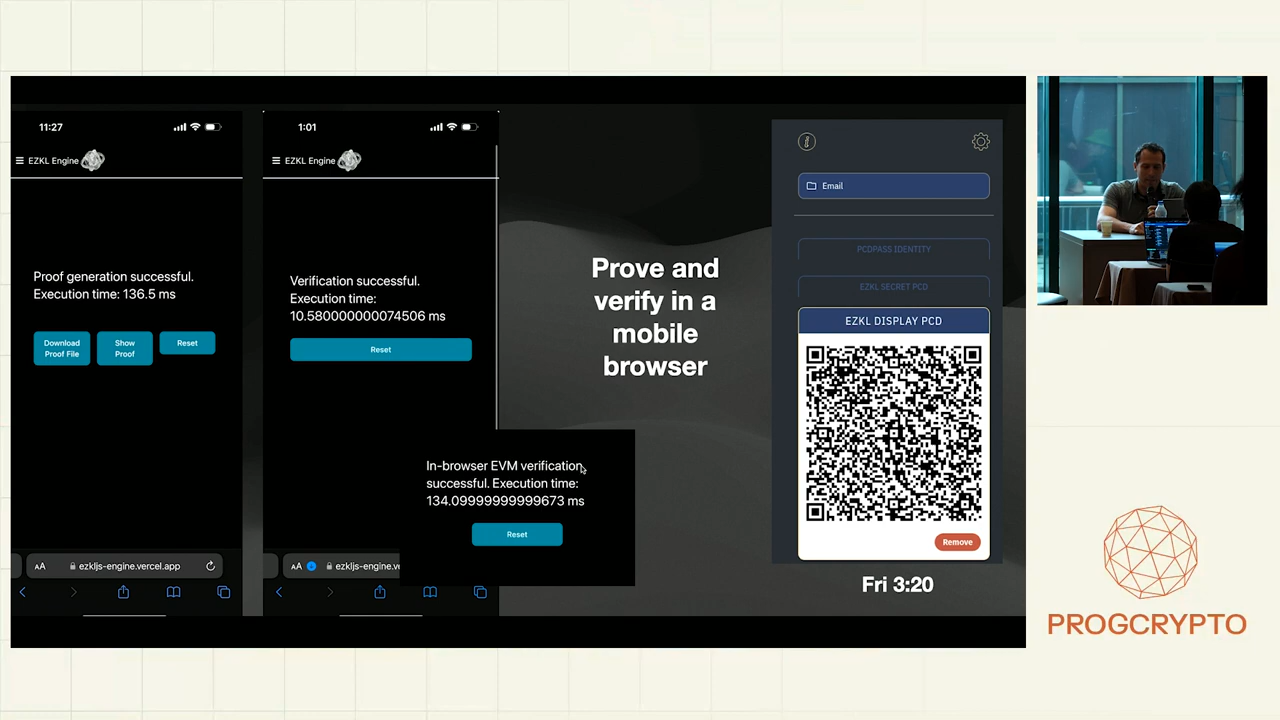 11:27
EZKL Engine
Proof generation successful.
Execution time: 136.5 ms
Download
Proof File
Show
Proof
Reset
AA
ezkljs-engine.vercel.app
1:01
EZKL Engine
Verification successful.
Execution time:
10.580000000074506 ms
Reset
AA
ezkljs-engine.ve
In-browser EVM verification
successful. Execution time:
134.09999999999673 ms
Reset
Prove and
verify in a
mobile
browser
Email
PCDPASS IDENTITY
EZKL SECRET PCD
EZKL DISPLAY PCD
Remove
Fri 3:20
PROGCRYPTO